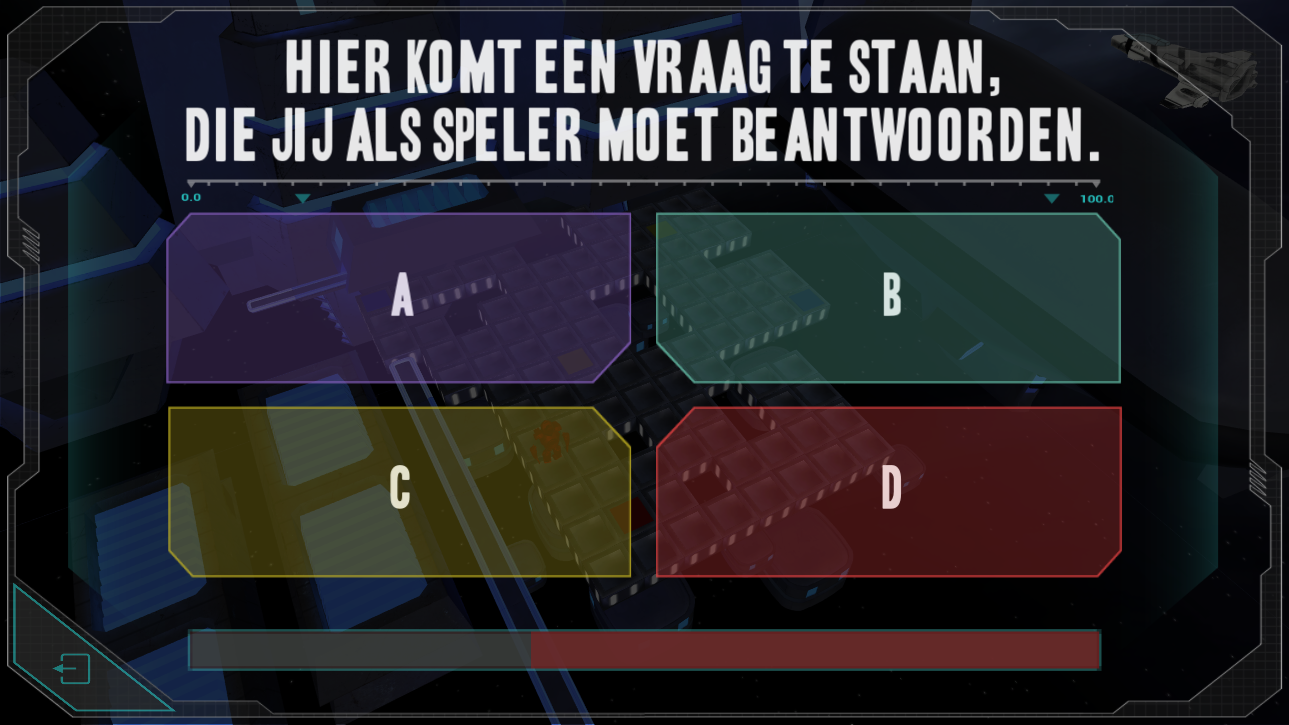 HIER KOMT EEN VRAAG TE STAAN,
DIE JIJ ALS SPELER MOET BEANTWOORDEN.
0.0 100.0
A B
C D